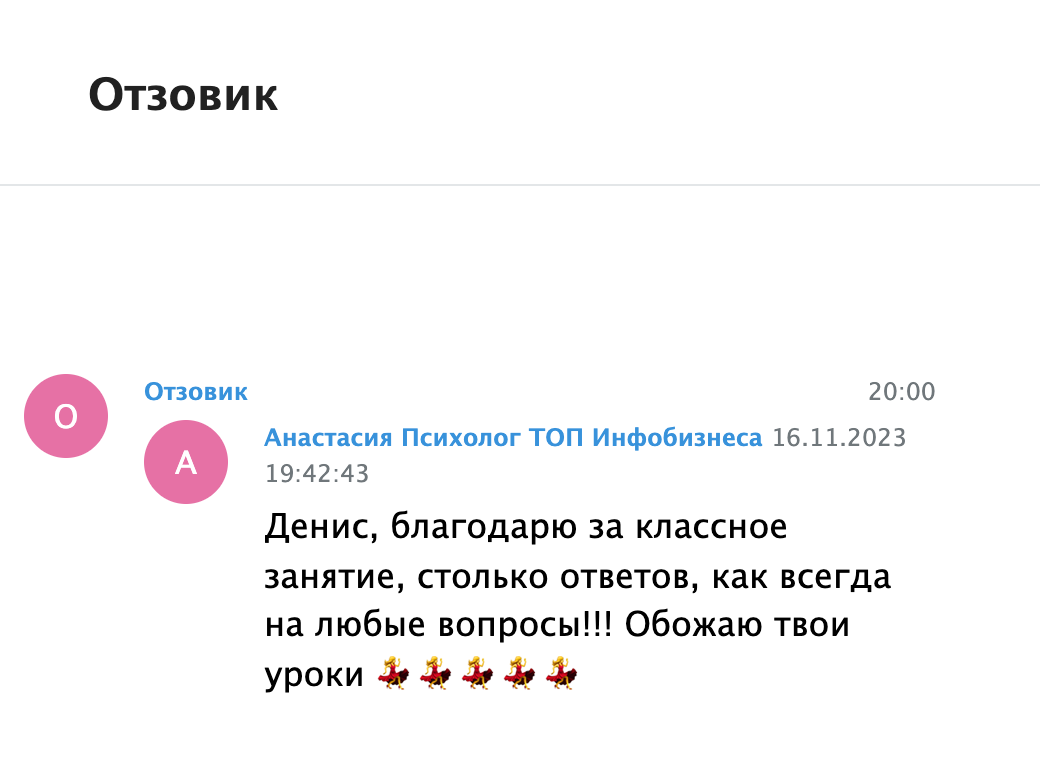 Отзовик
О
Отзовик 20:00
А
Анастасия Психолог ТОП Инфобизнеса 16.11.2023
19:42:43
Денис, благодарю за классное
занятие, столько ответов, как всегда
на любые вопросы!!! Обожаю твои
уроки 💃💃💃💃💃